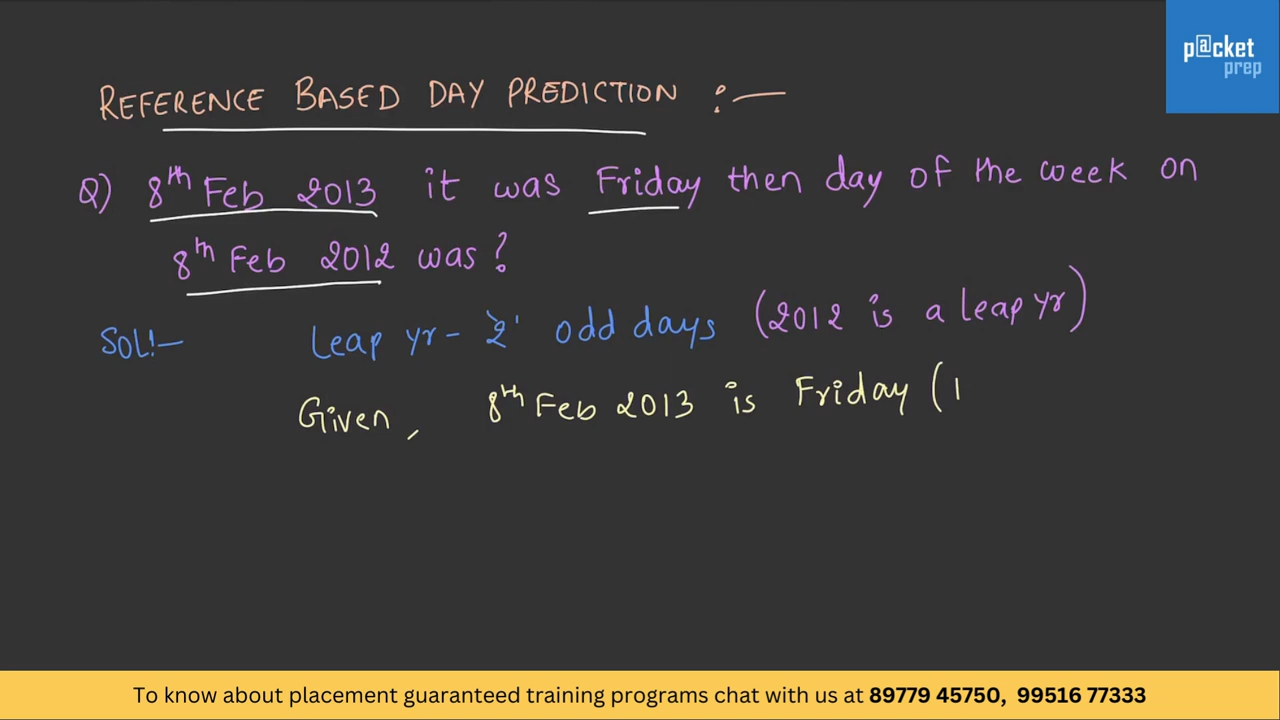 p@cket
prep
REFERENCE BASED DAY PREDICTION :—
Q) 8th Feb 2013 it was Friday then day of the week on
8th Feb 2012 was?
Sol:— Leap yr - '2' odd days (2012 is a leap yr)
Given, 8th Feb 2013 is Friday (1
To know about placement guaranteed training programs chat with us at 89779 45750, 99516 77333